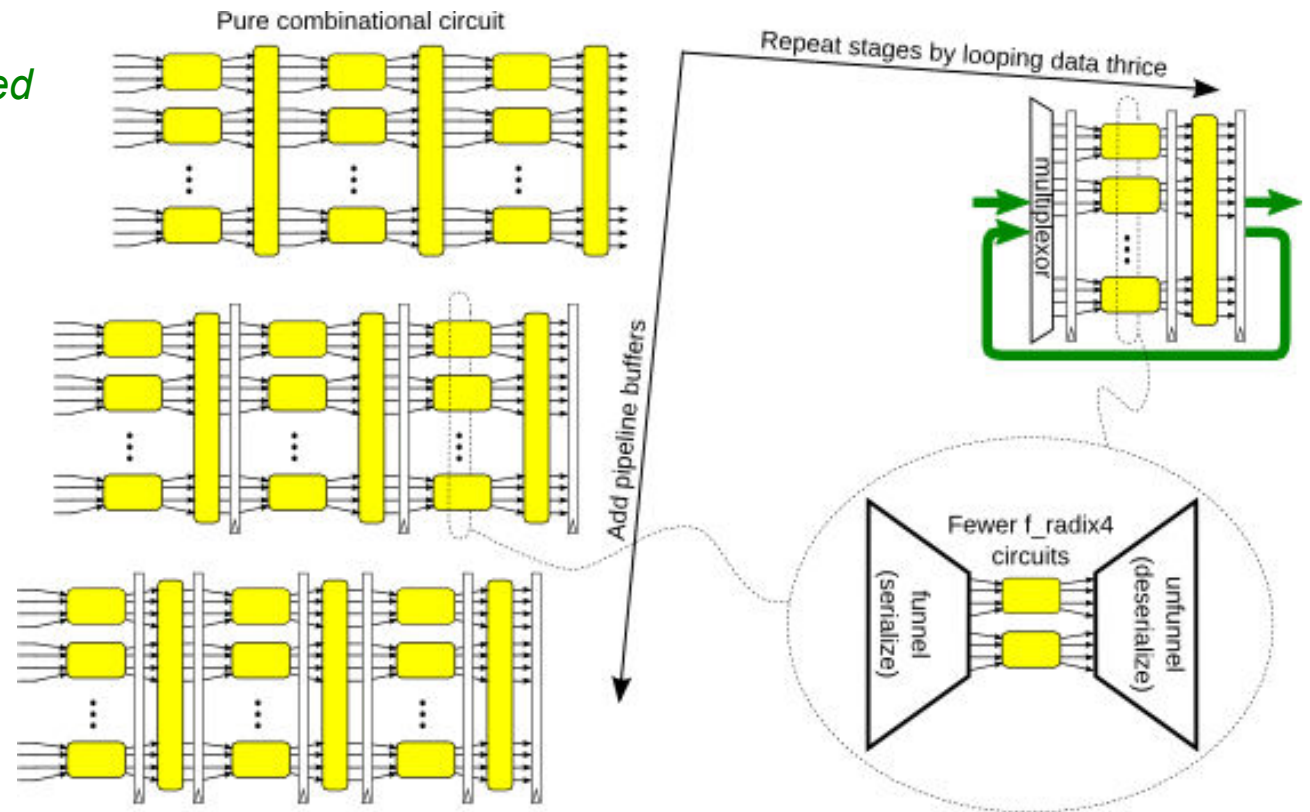 Pure combinational circuit
ed
Repeat stages by looping data thrice
multiplexor
Add pipeline buffers
Fewer f_radix4
circuits
funnel
(serialize)
unfunnel
(deserialize)